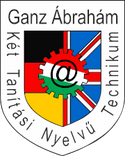 Ganz Ábrahám
@
Két Tanítási Nyelvű Technikum